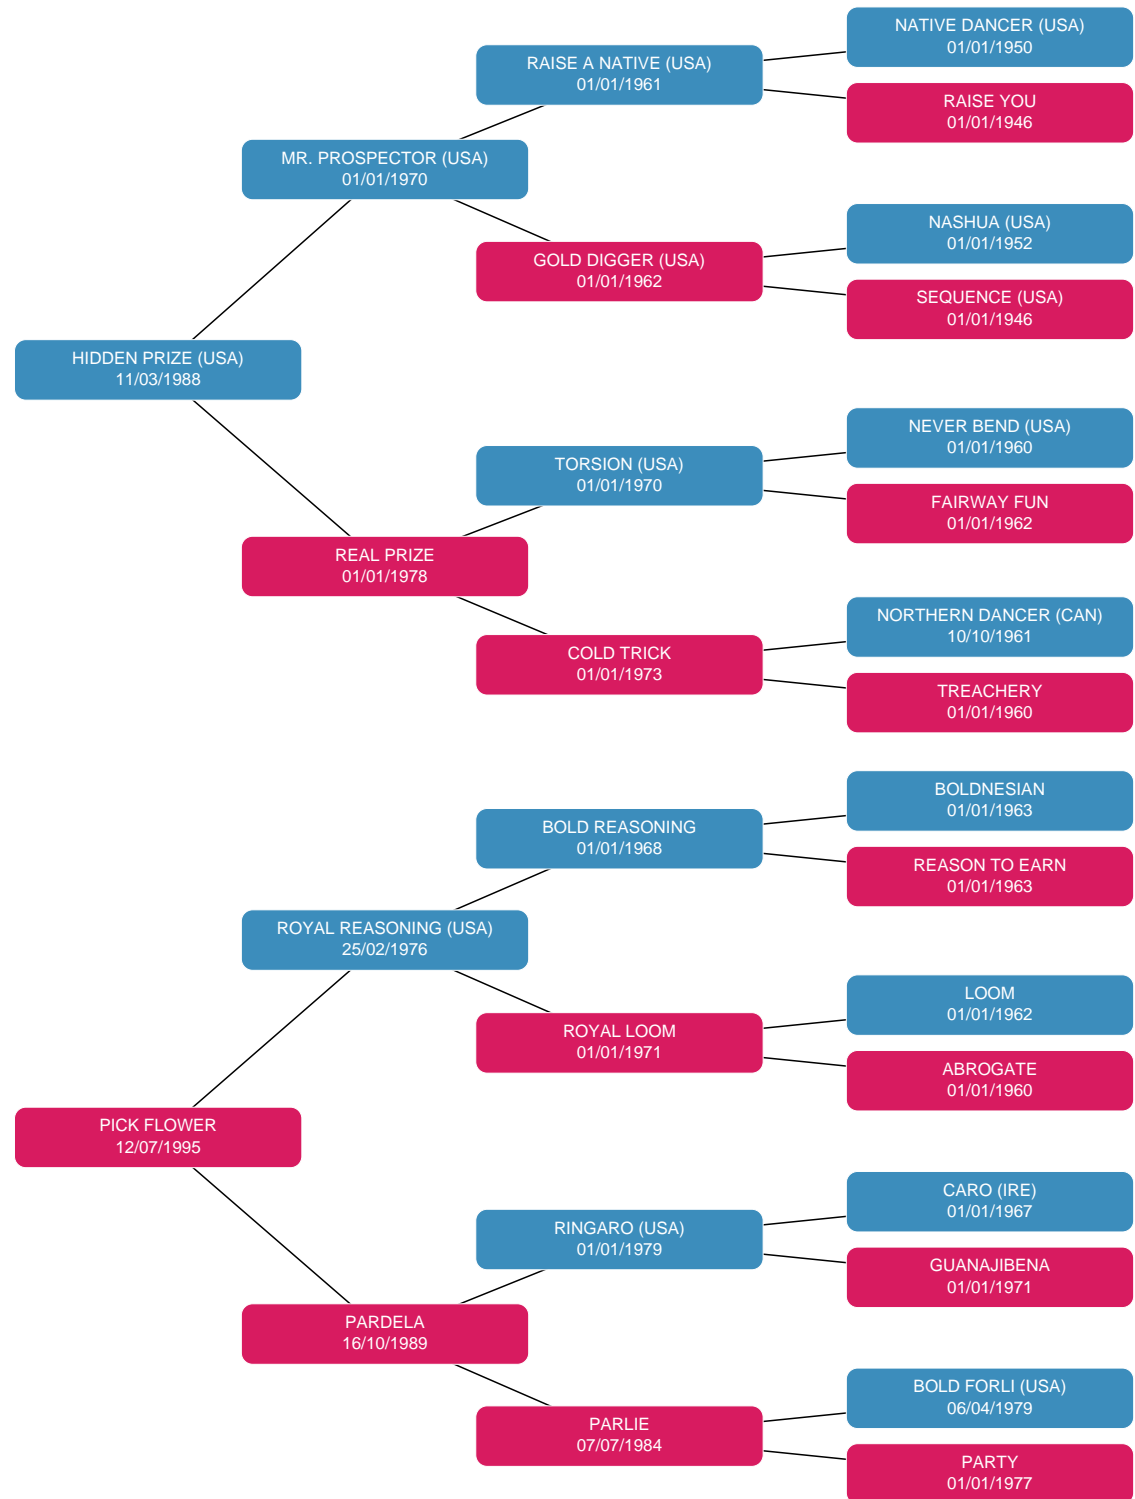 NATIVE DANCER (USA)
01/01/1950
RAISE A NATIVE (USA)
01/01/1961
RAISE YOU
01/01/1946
MR. PROSPECTOR (USA)
01/01/1970
NASHUA (USA)
01/01/1952
GOLD DIGGER (USA)
01/01/1962
SEQUENCE (USA)
01/01/1946
HIDDEN PRIZE (USA)
11/03/1988
NEVER BEND (USA)
01/01/1960
TORSION (USA)
01/01/1970
FAIRWAY FUN
01/01/1962
REAL PRIZE
01/01/1978
NORTHERN DANCER (CAN)
10/10/1961
COLD TRICK
01/01/1973
TREACHERY
01/01/1960
BOLDNESIAN
01/01/1963
BOLD REASONING
01/01/1968
REASON TO EARN
01/01/1963
ROYAL REASONING (USA)
25/02/1976
LOOM
01/01/1962
ROYAL LOOM
01/01/1971
ABROGATE
01/01/1960
PICK FLOWER
12/07/1995
CARO (IRE)
01/01/1967
RINGARO (USA)
01/01/1979
GUANAJIBENA
01/01/1971
PARDELA
16/10/1989
BOLD FORLI (USA)
06/04/1979
PARLIE
07/07/1984
PARTY
01/01/1977